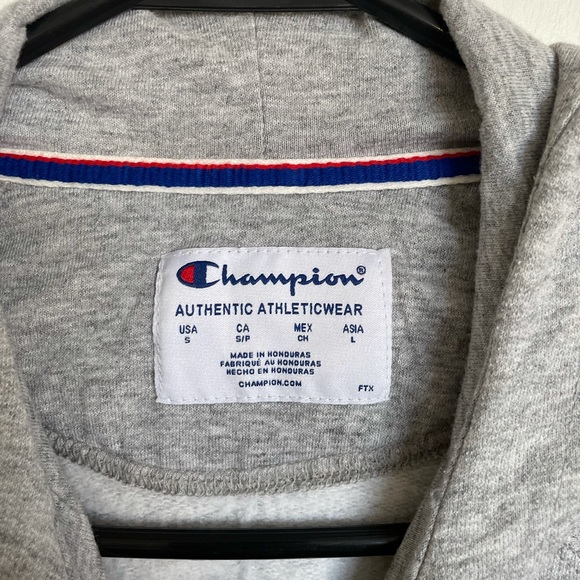 Champion®
AUTHENTIC ATHLETICWEAR
USA CA MEX ASIA
S S/P CH L
MADE IN HONDURAS
FABRIQUÉ AU HONDURAS
HECHO EN HONDURAS
CHAMPION.COM
FTX